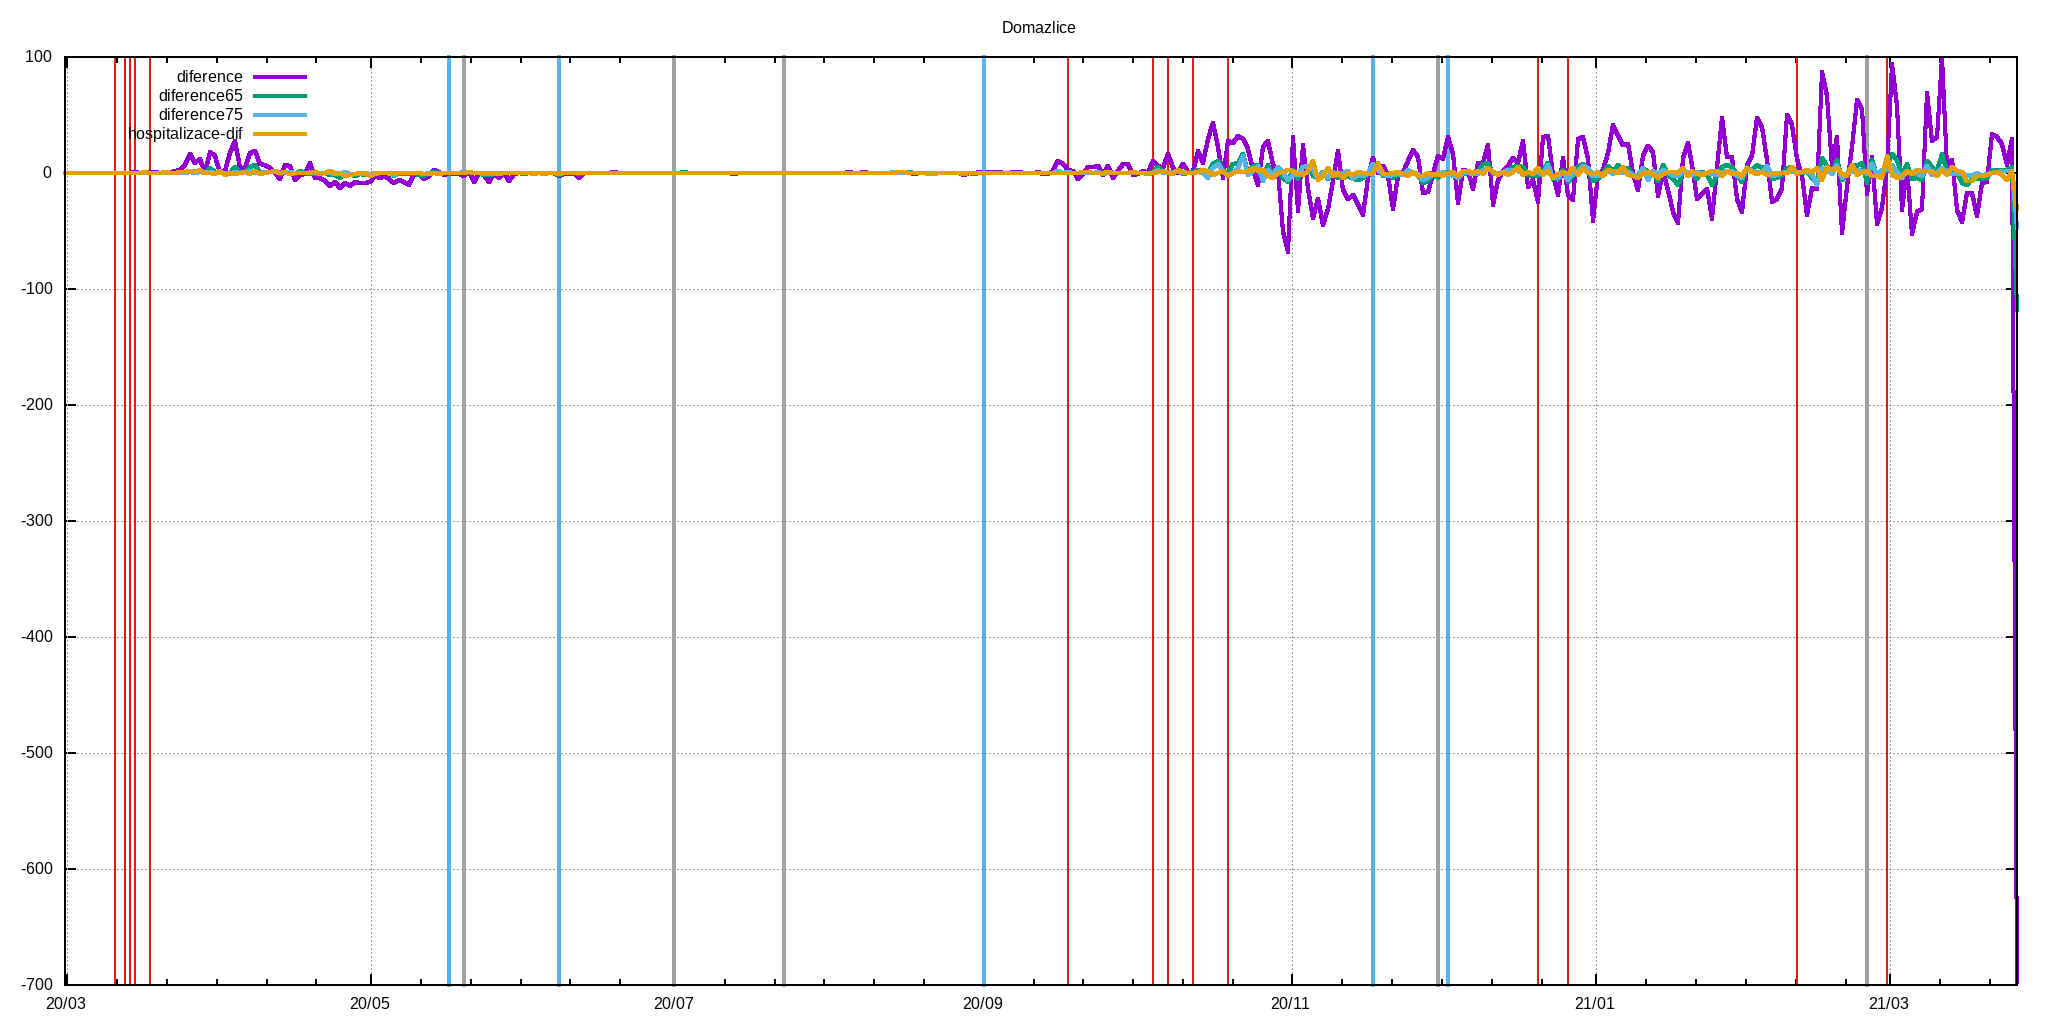 Domazlice
100
diference
diference65
diference75
hospitalizace-dif
0
-100
-200
-300
-400
-500
-600
-700
20/03 20/05 20/07 20/09 20/11 21/01 21/03